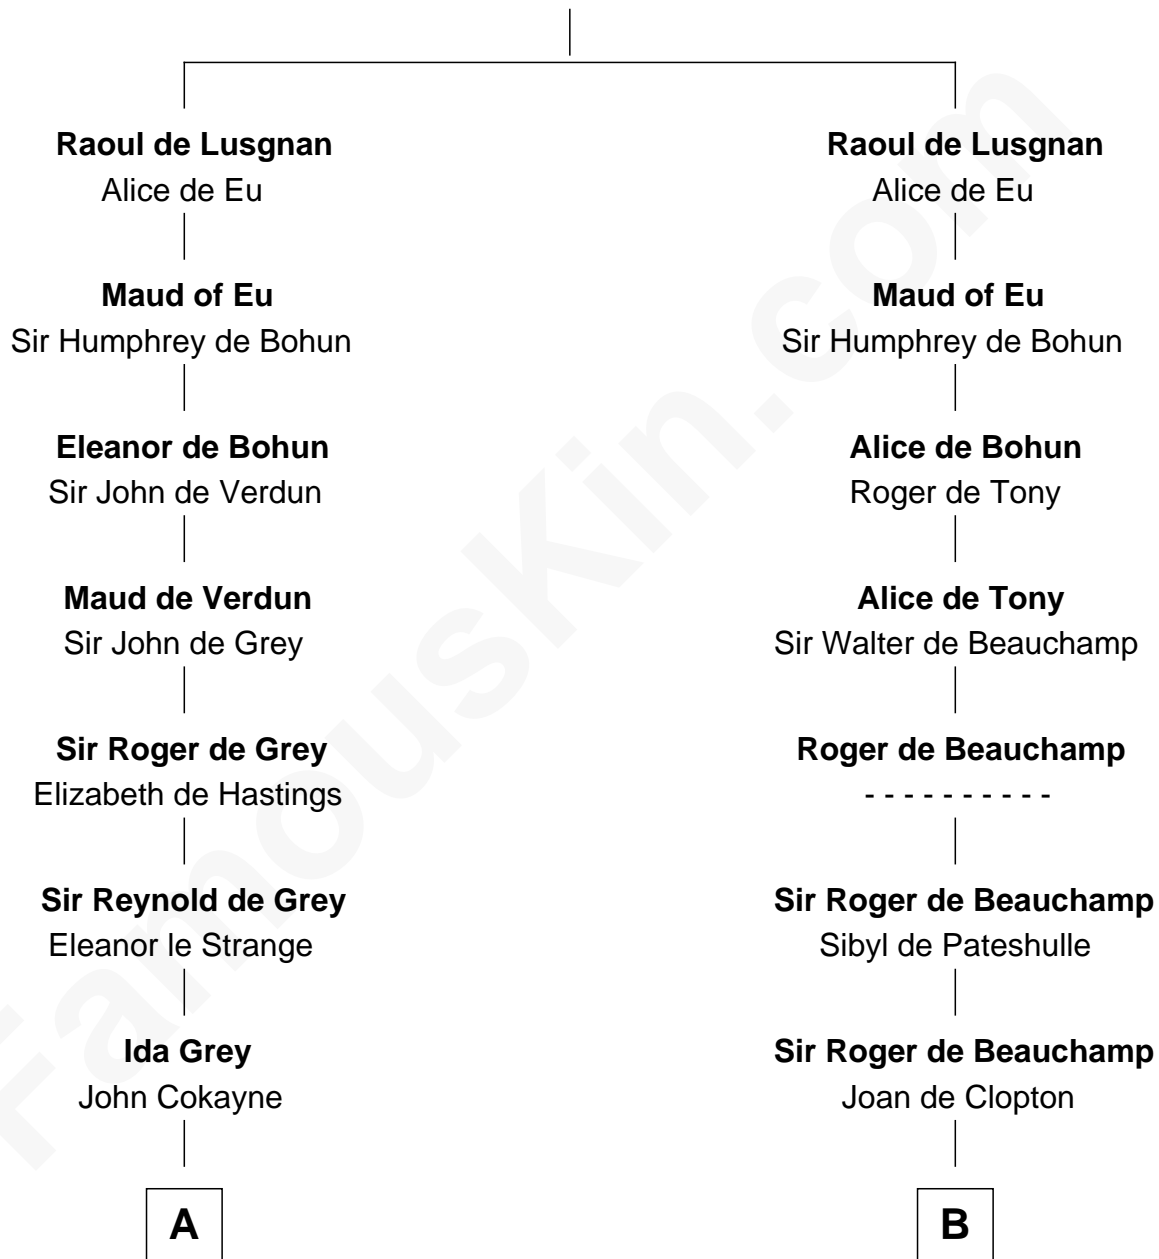 Raoul de Lusgnan
Alice de Eu
Maud of Eu
Sir Humphrey de Bohun
Eleanor de Bohun
Sir John de Verdun
Maud de Verdun
Sir John de Grey
Sir Roger de Grey
Elizabeth de Hastings
Sir Reynold de Grey
Eleanor le Strange
Ida Grey
John Cokayne
A
Raoul de Lusgnan
Alice de Eu
Maud of Eu
Sir Humphrey de Bohun
Alice de Bohun
Roger de Tony
Alice de Tony
Sir Walter de Beauchamp
Roger de Beauchamp
- - - - - - - - - -
Sir Roger de Beauchamp
Sibyl de Pateshulle
Sir Roger de Beauchamp
Joan de Clopton
B
FamousKin.com